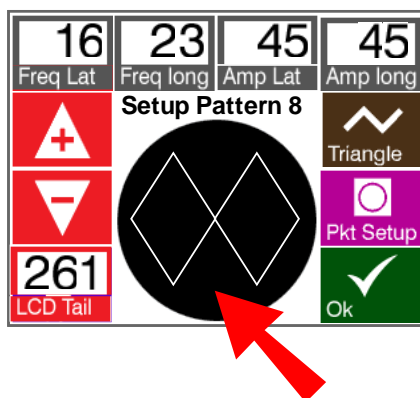 16 23 45 45
Freq Lat Freq long Amp Lat Amp long
Setup Pattern 8
+
Triangle
−
Pkt Setup
261
LCD Tail
Ok